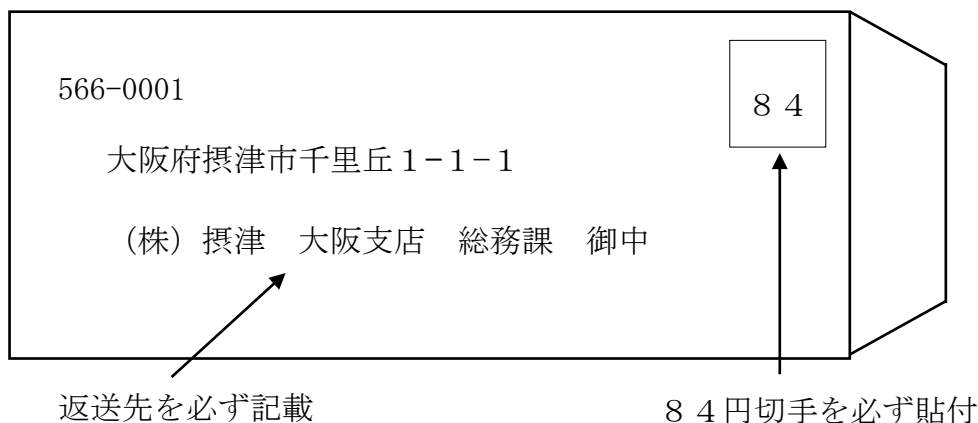 566-0001
84
大阪府摂津市千里丘1-1-1
（株）摂津　大阪支店　総務課　御中
返送先を必ず記載
84円切手を必ず貼付